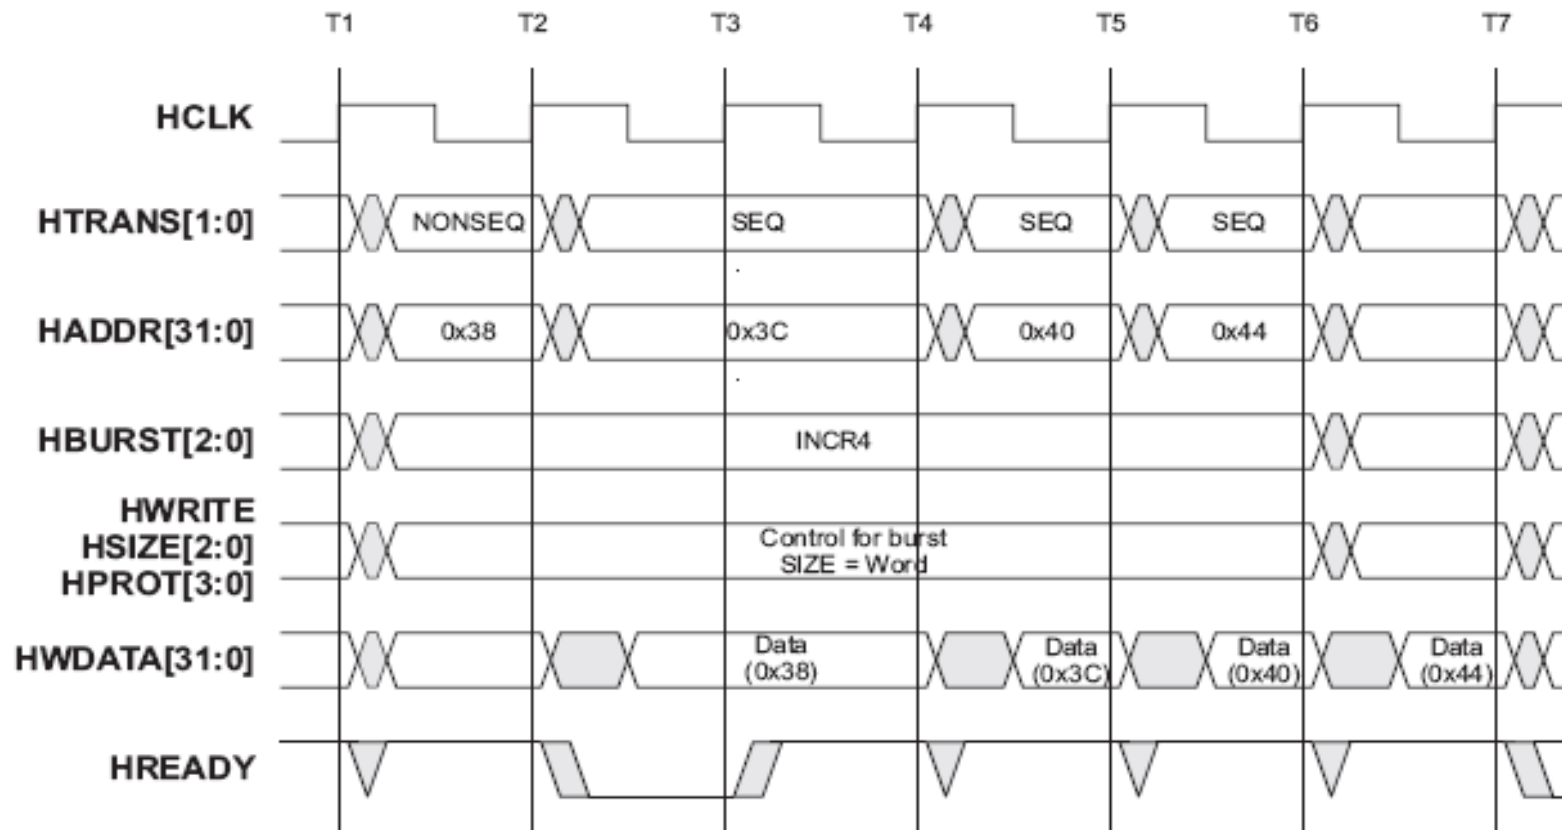 T1 T2 T3 T4 T5 T6 T7
HCLK
HTRANS[1:0] NONSEQ SEQ SEQ SEQ
HADDR[31:0] 0x38 0x3C 0x40 0x44
HBURST[2:0] INCR4
HWRITE
HSIZE[2:0]
HPROT[3:0]
Control for burst
SIZE = Word
HWDATA[31:0]
Data
(0x38)
Data
(0x3C)
Data
(0x40)
Data
(0x44)
HREADY